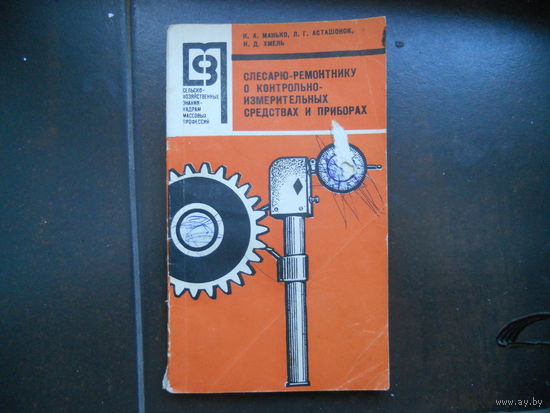 К. А. МАНЬКО, Л. Г. АСТАШОНОК,
Н. Д. ХМЕЛЬ
СЕЛЬСКО-
ХОЗЯЙСТВЕННЫЕ
ЗНАНИЯ-
КАДРАМ
МАССОВЫХ
ПРОФЕССИЙ
СЛЕСАРЮ-РЕМОНТНИКУ
О КОНТРОЛЬНО-
ИЗМЕРИТЕЛЬНЫХ
СРЕДСТВАХ И ПРИБОРАХ
www.ay.by